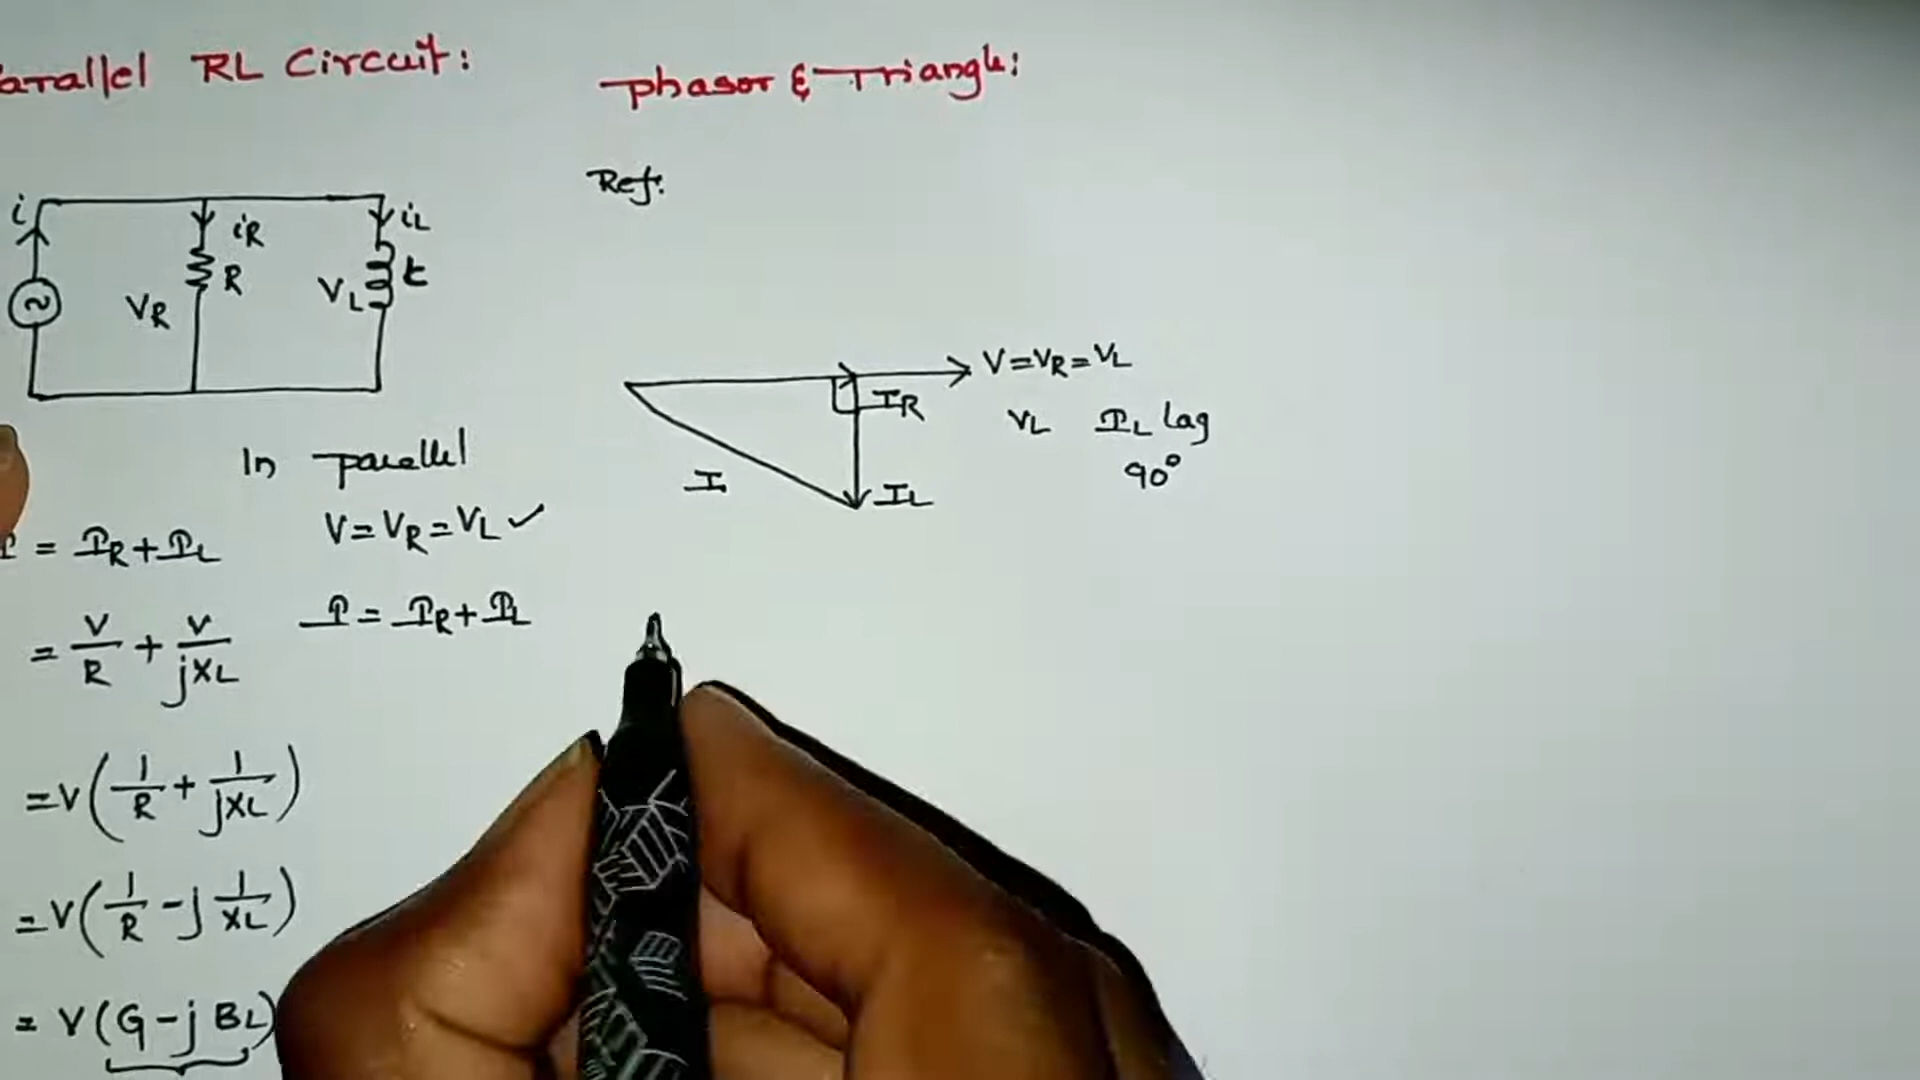 arallel RL Circuit:
i
iR
iL
R
L
VR
VL
In parallel
V=VR=VL ✓
I = IR+IL
I = IR+IL
= V/R + V/jXL
=V(1/R + 1/jXL)
=V(1/R - j 1/XL)
= V(G-j BL)
Phasor & Triangle:
Ref:
V=VR=VL
IR
VL IL lag
90°
I
IL